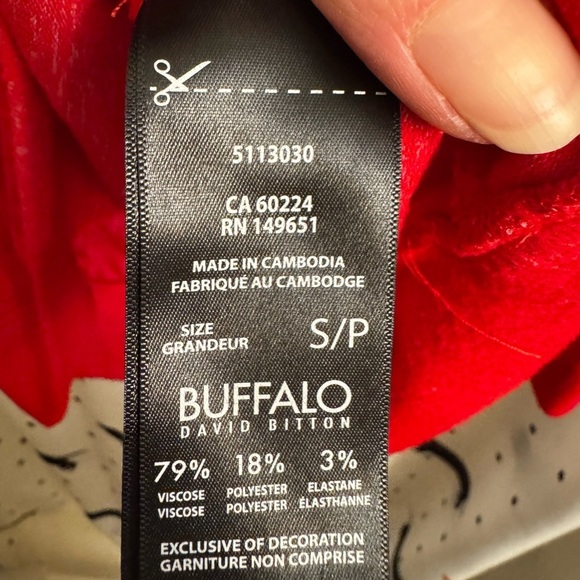 5113030
CA 60224
RN 149651
MADE IN CAMBODIA
FABRIQUÉ AU CAMBODGE
SIZE
GRANDEUR
S/P
BUFFALO
DAVID BITTON
79% 18% 3%
VISCOSE POLYESTER ELASTANE
VISCOSE POLYESTER ÉLASTHANNE
EXCLUSIVE OF DECORATION
GARNITURE NON COMPRISE